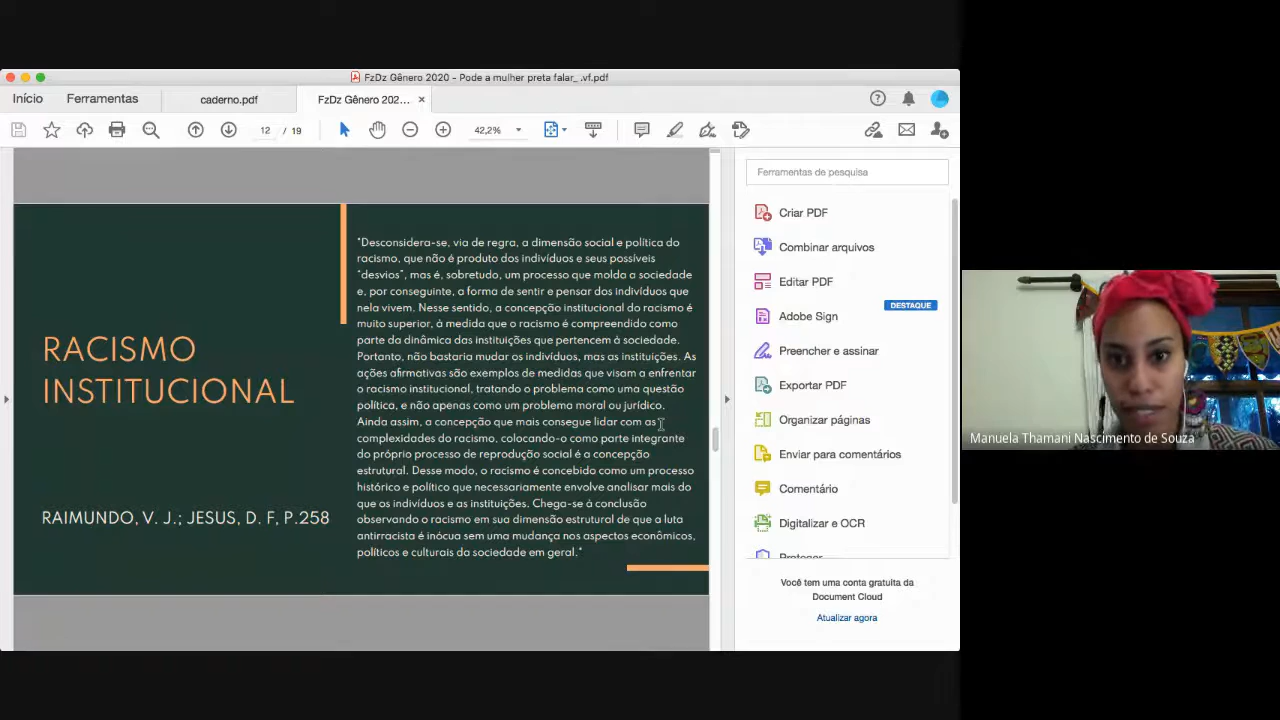 FzDz Gênero 2020 - Pode a mulher preta falar_ .vf.pdf
Início
Ferramentas
caderno.pdf
FzDz Gênero 202...
12 / 19
42,2%
RACISMO
INSTITUCIONAL
RAIMUNDO, V. J.; JESUS, D. F, P.258
"Desconsidera-se, via de regra, a dimensão social e política do
racismo, que não é produto dos indivíduos e seus possíveis
"desvios", mas é, sobretudo, um processo que molda a sociedade
e, por conseguinte, a forma de sentir e pensar dos indivíduos que
nela vivem. Nesse sentido, a concepção institucional do racismo é
muito superior, à medida que o racismo é compreendido como
parte da dinâmica das instituições que pertencem à sociedade.
Portanto, não bastaria mudar os indivíduos, mas as instituições. As
ações afirmativas são exemplos de medidas que visam a enfrentar
o racismo institucional, tratando o problema como uma questão
política, e não apenas como um problema moral ou jurídico.
Ainda assim, a concepção que mais consegue lidar com as
complexidades do racismo, colocando-o como parte integrante
do próprio processo de reprodução social é a concepção
estrutural. Desse modo, o racismo é concebido como um processo
histórico e político que necessariamente envolve analisar mais do
que os indivíduos e as instituições. Chega-se à conclusão
observando o racismo em sua dimensão estrutural de que a luta
antirracista é inócua sem uma mudança nos aspectos econômicos,
políticos e culturais da sociedade em geral."
Ferramentas de pesquisa
Criar PDF
Combinar arquivos
Editar PDF
DESTAQUE
Adobe Sign
Preencher e assinar
Exportar PDF
Organizar páginas
Enviar para comentários
Comentário
Digitalizar e OCR
Proteger
Você tem uma conta gratuita da
Document Cloud
Atualizar agora
Manuela Thamani Nascimento de Souza